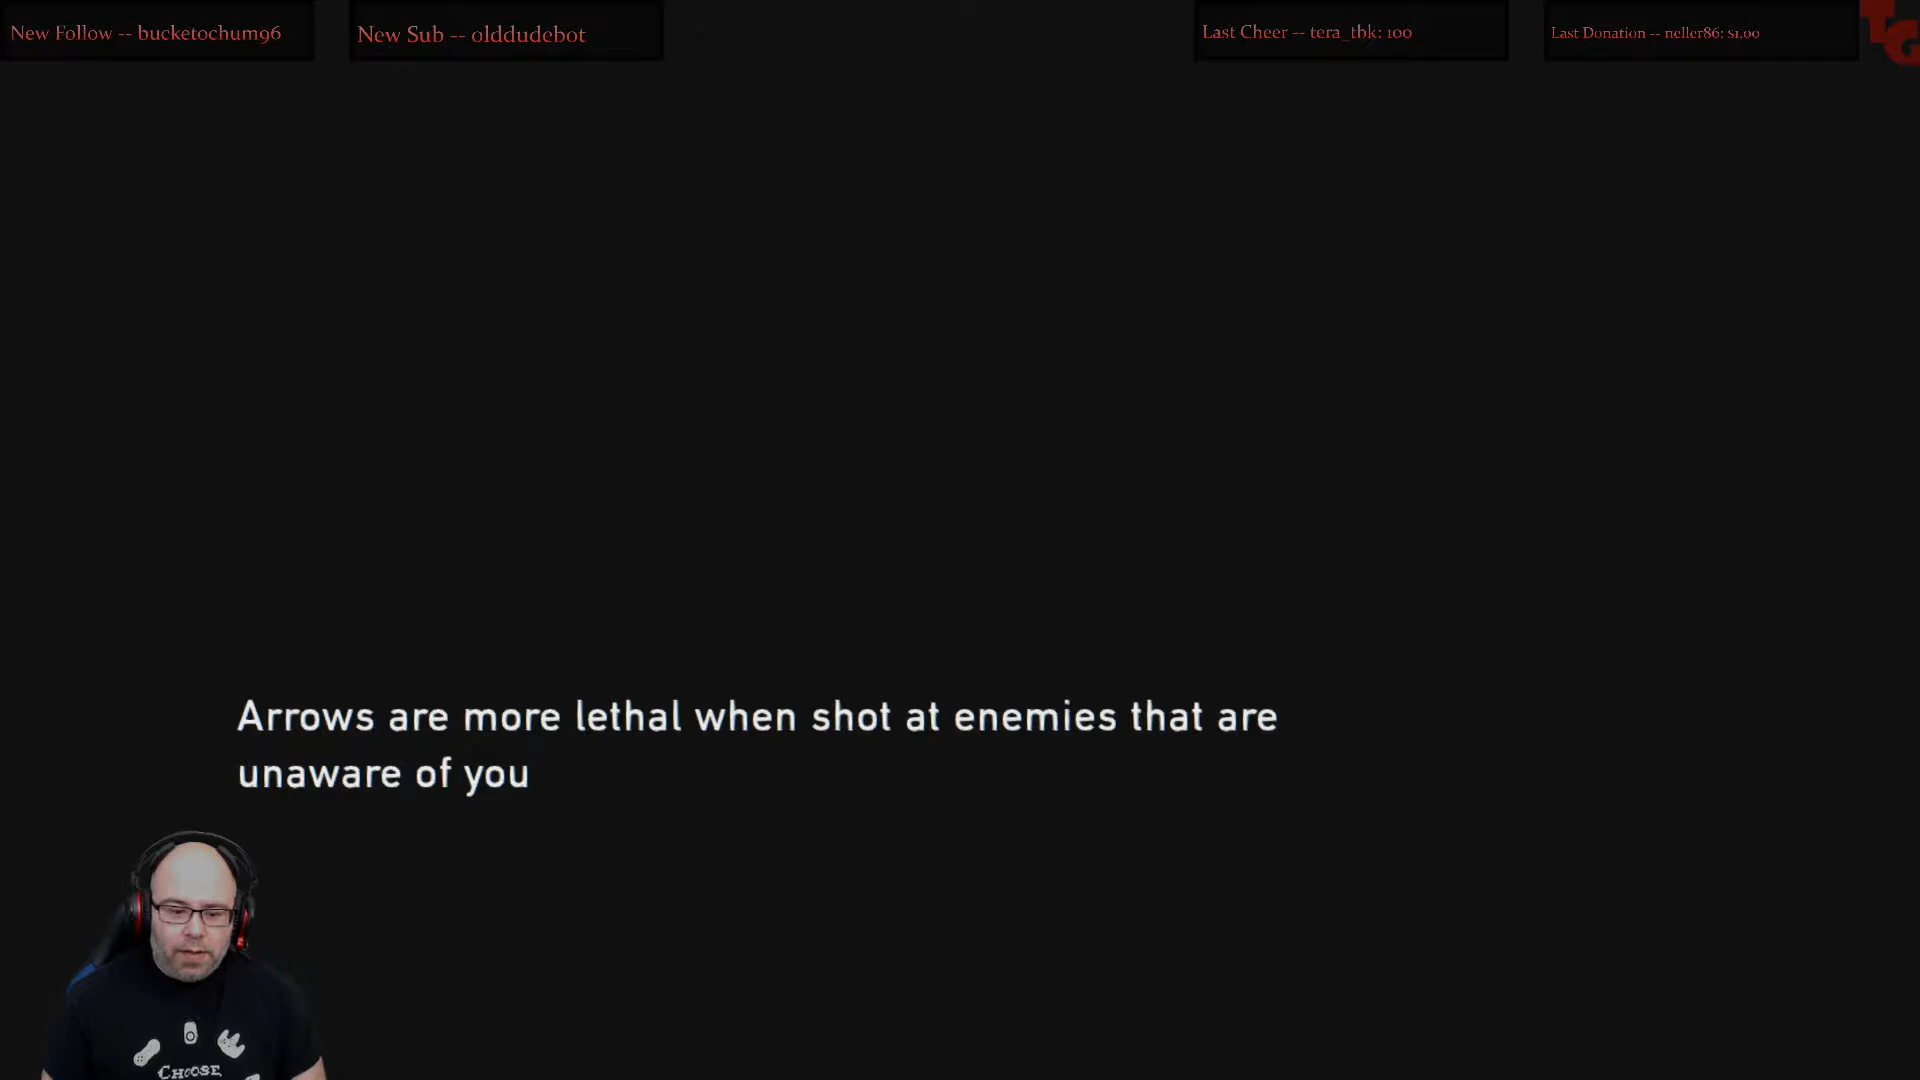 New Follow -- bucketochum96
New Sub -- olddudebot
Last Cheer -- tera_tbk: 100
Last Donation -- neller86: $1.00
TG
Arrows are more lethal when shot at enemies that are
unaware of you
CHOOSE